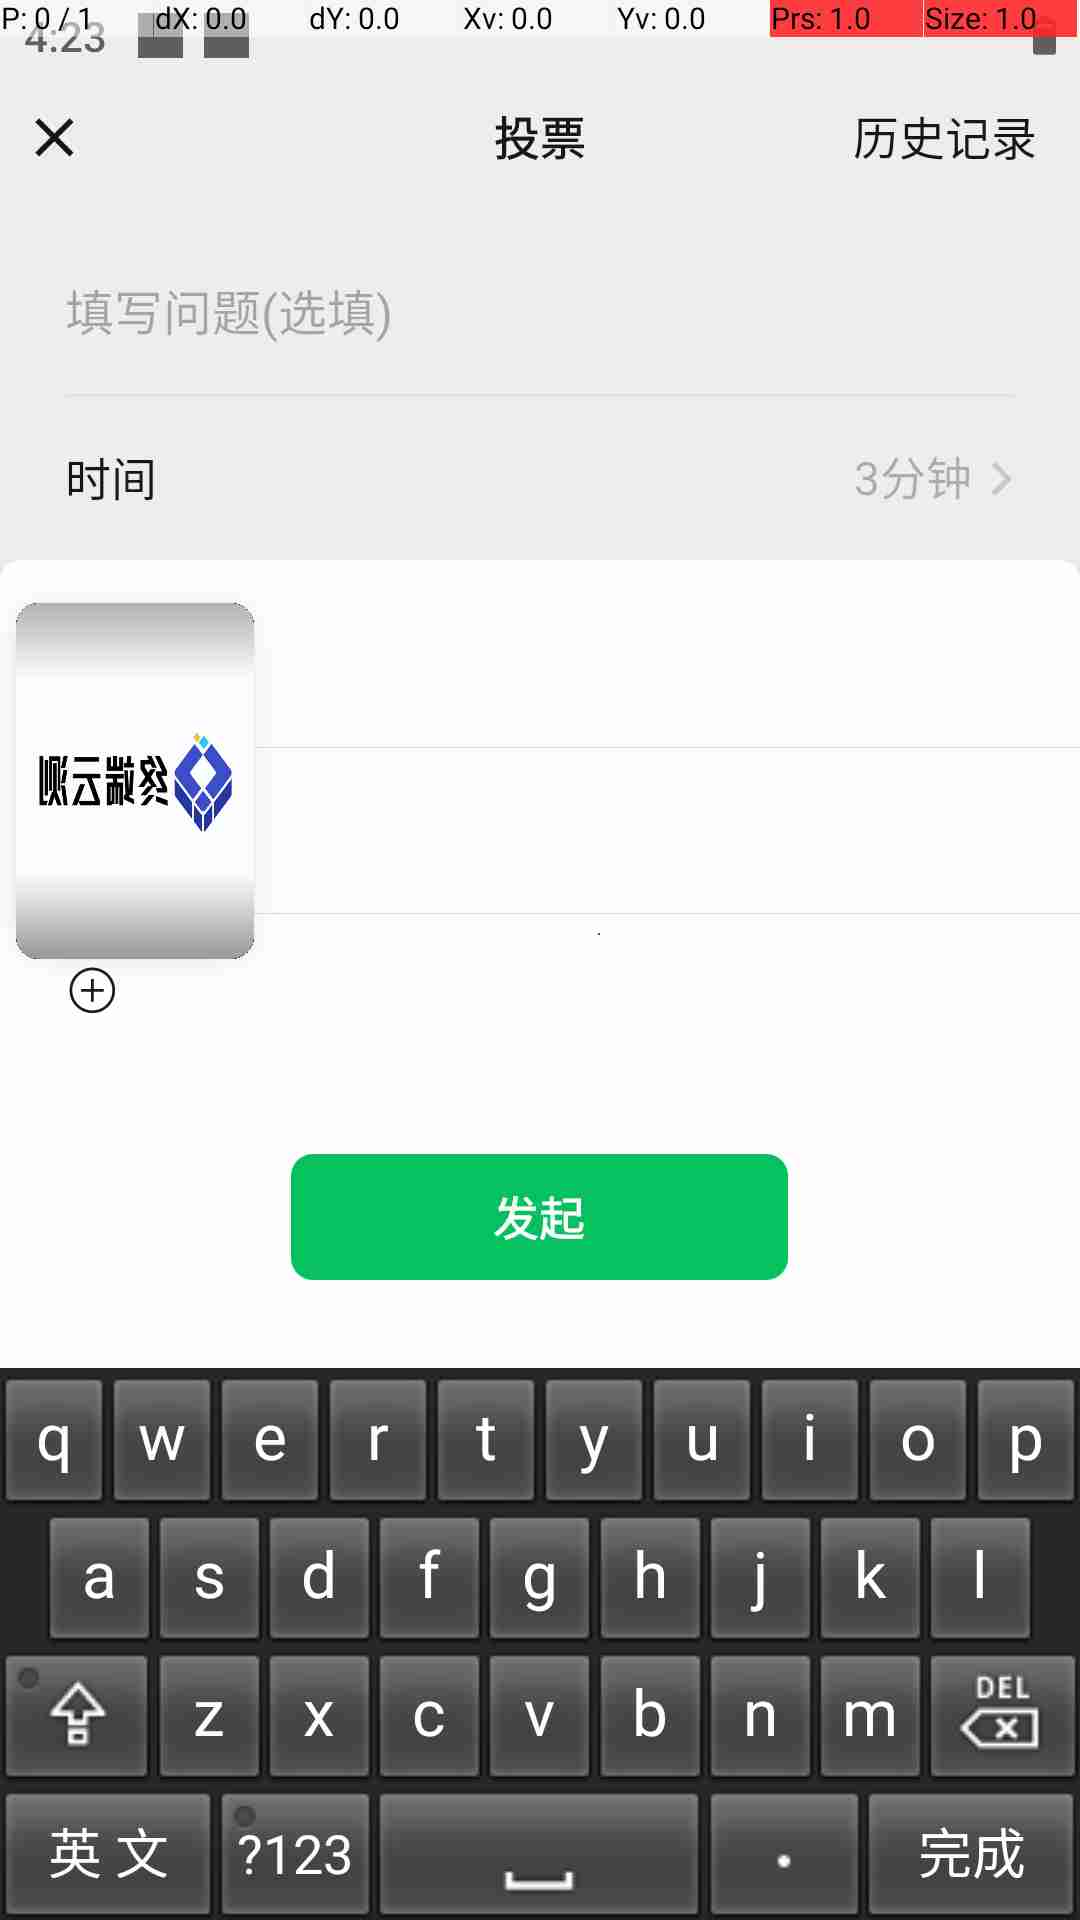 P: 0 / 1 dX: 0.0 dY: 0.0 Xv: 0.0 Yv: 0.0 Prs: 1.0 Size: 1.0
4:23
投票 历史记录
填写问题(选填)
时间 3分钟
发起
q w e r t y u i o p
a s d f g h j k l
z x c v b n m DEL
英文 ?123 . 完成